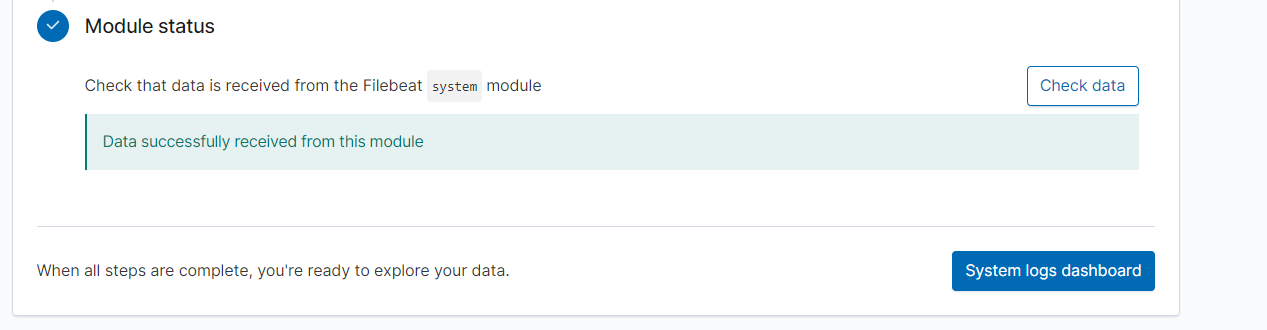 Module status
Check that data is received from the Filebeat system module
Check data
Data successfully received from this module
When all steps are complete, you're ready to explore your data.
System logs dashboard